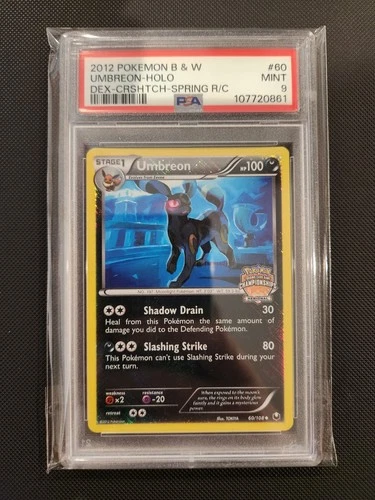 2012 POKEMON B & W #60
UMBREON-HOLO MINT
DEX-CRSHTCH-SPRING R/C 9
PSA 107720861
STAGE1 Umbreon HP100
Shadow Drain 30
Heal from this Pokémon the same amount of
damage you did to the Defending Pokémon.
Slashing Strike 80
This Pokémon can't use Slashing Strike during your
next turn.
weakness resistance
×2 -20
retreat
When exposed to the moon's
aura, the rings on its body glow
faintly and it gains a mysterious
power.
60/108
POKÉMON
CHAMPIONSHIPS